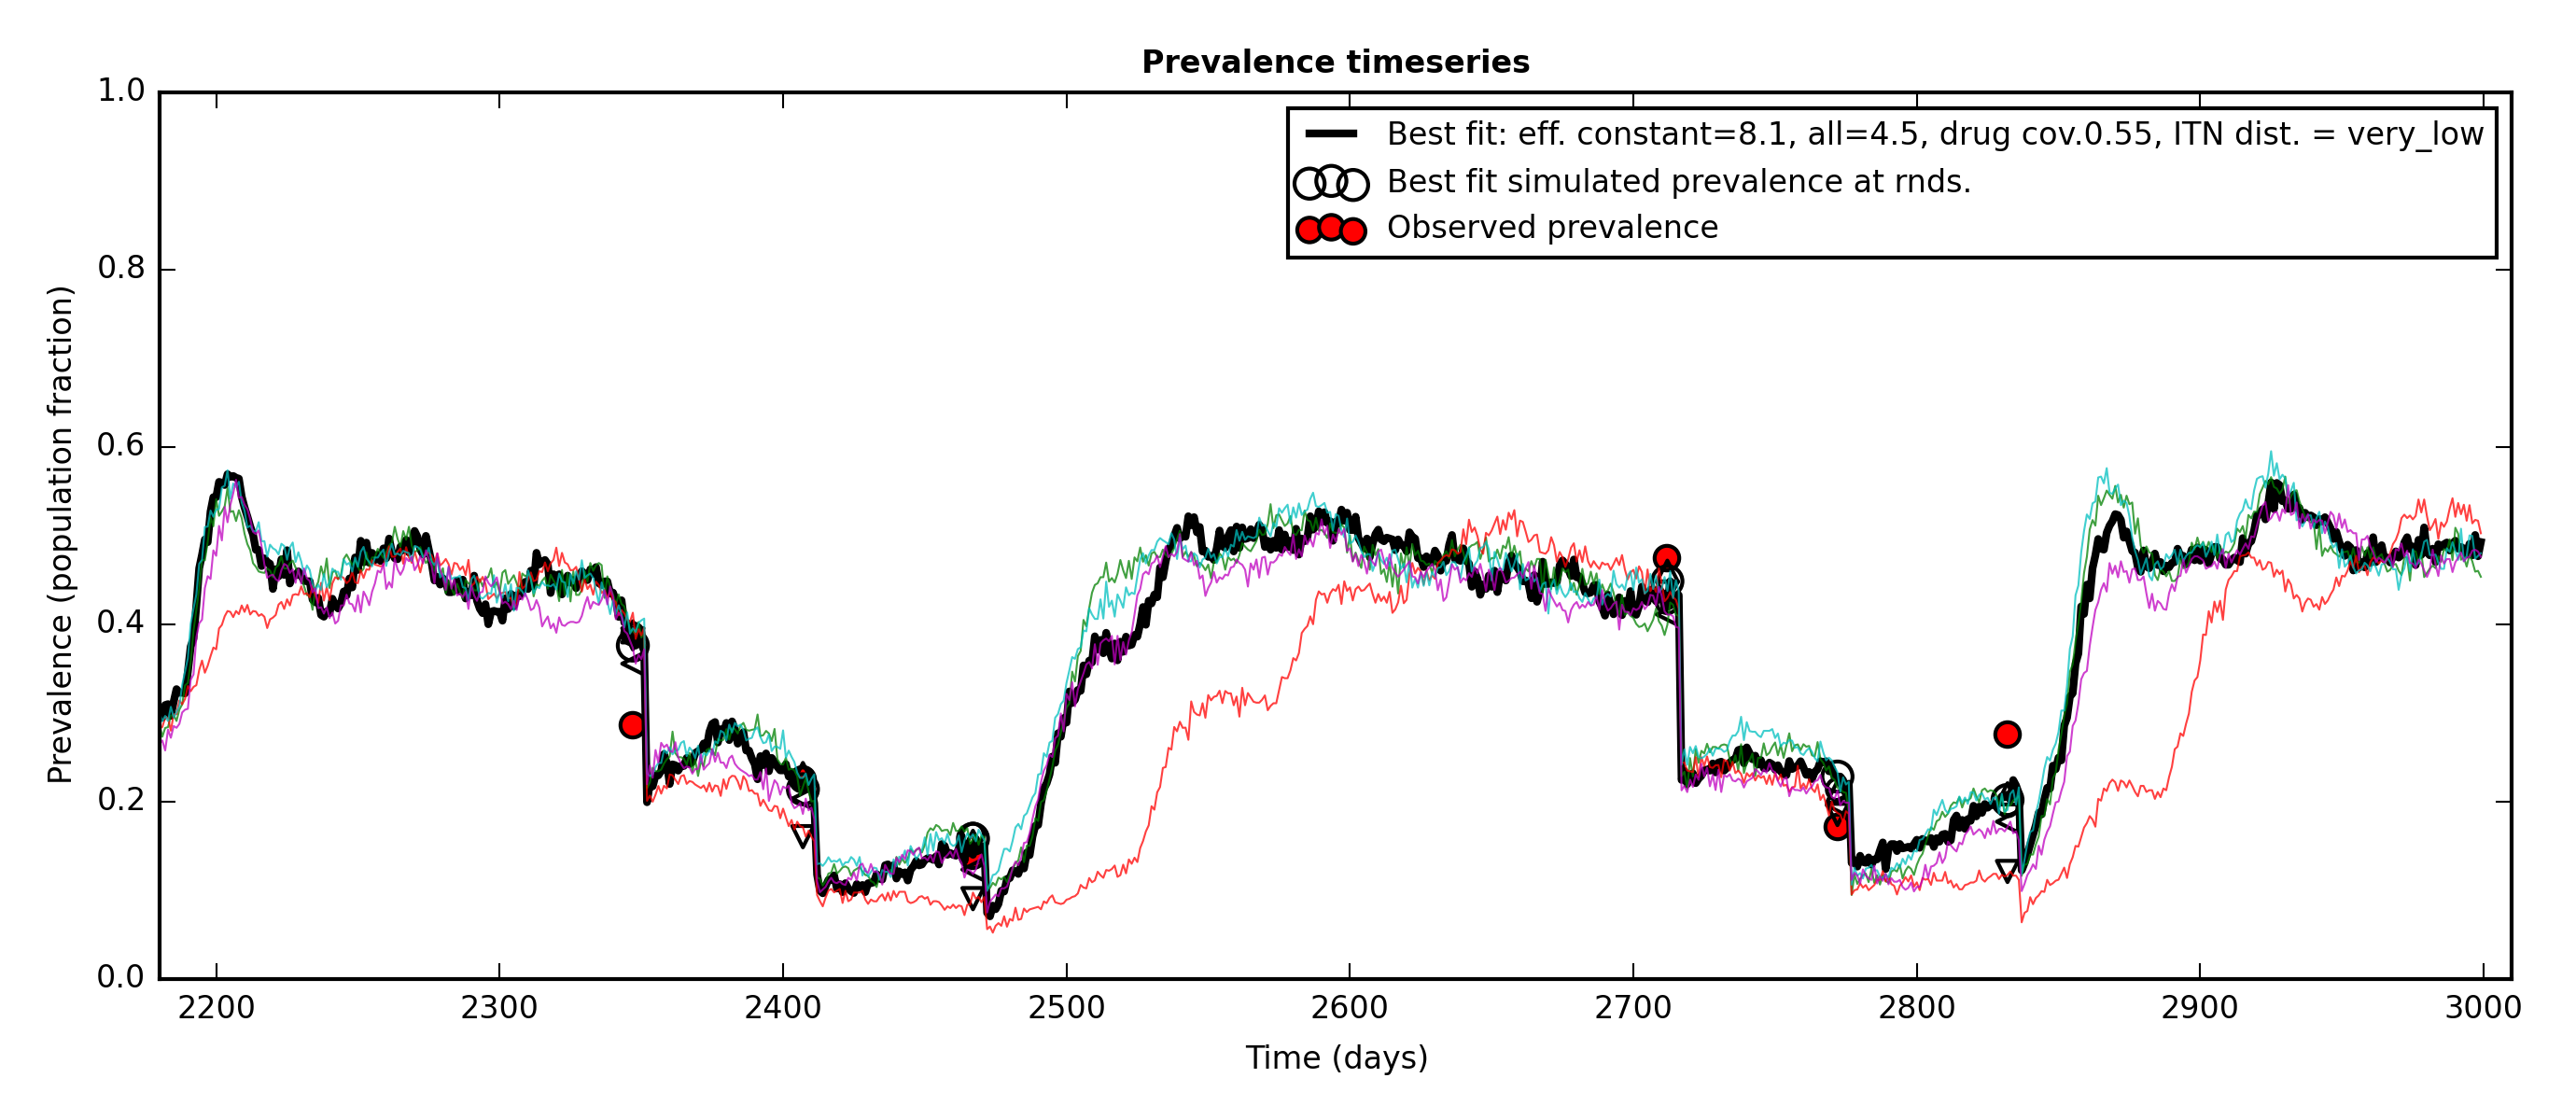 Prevalence timeseries
Best fit: eff. constant=8.1, all=4.5, drug cov.0.55, ITN dist. = very_low
Best fit simulated prevalence at rnds.
Observed prevalence
Prevalence (population fraction)
1.0
0.8
0.6
0.4
0.2
0.0
2200 2300 2400 2500 2600 2700 2800 2900 3000
Time (days)